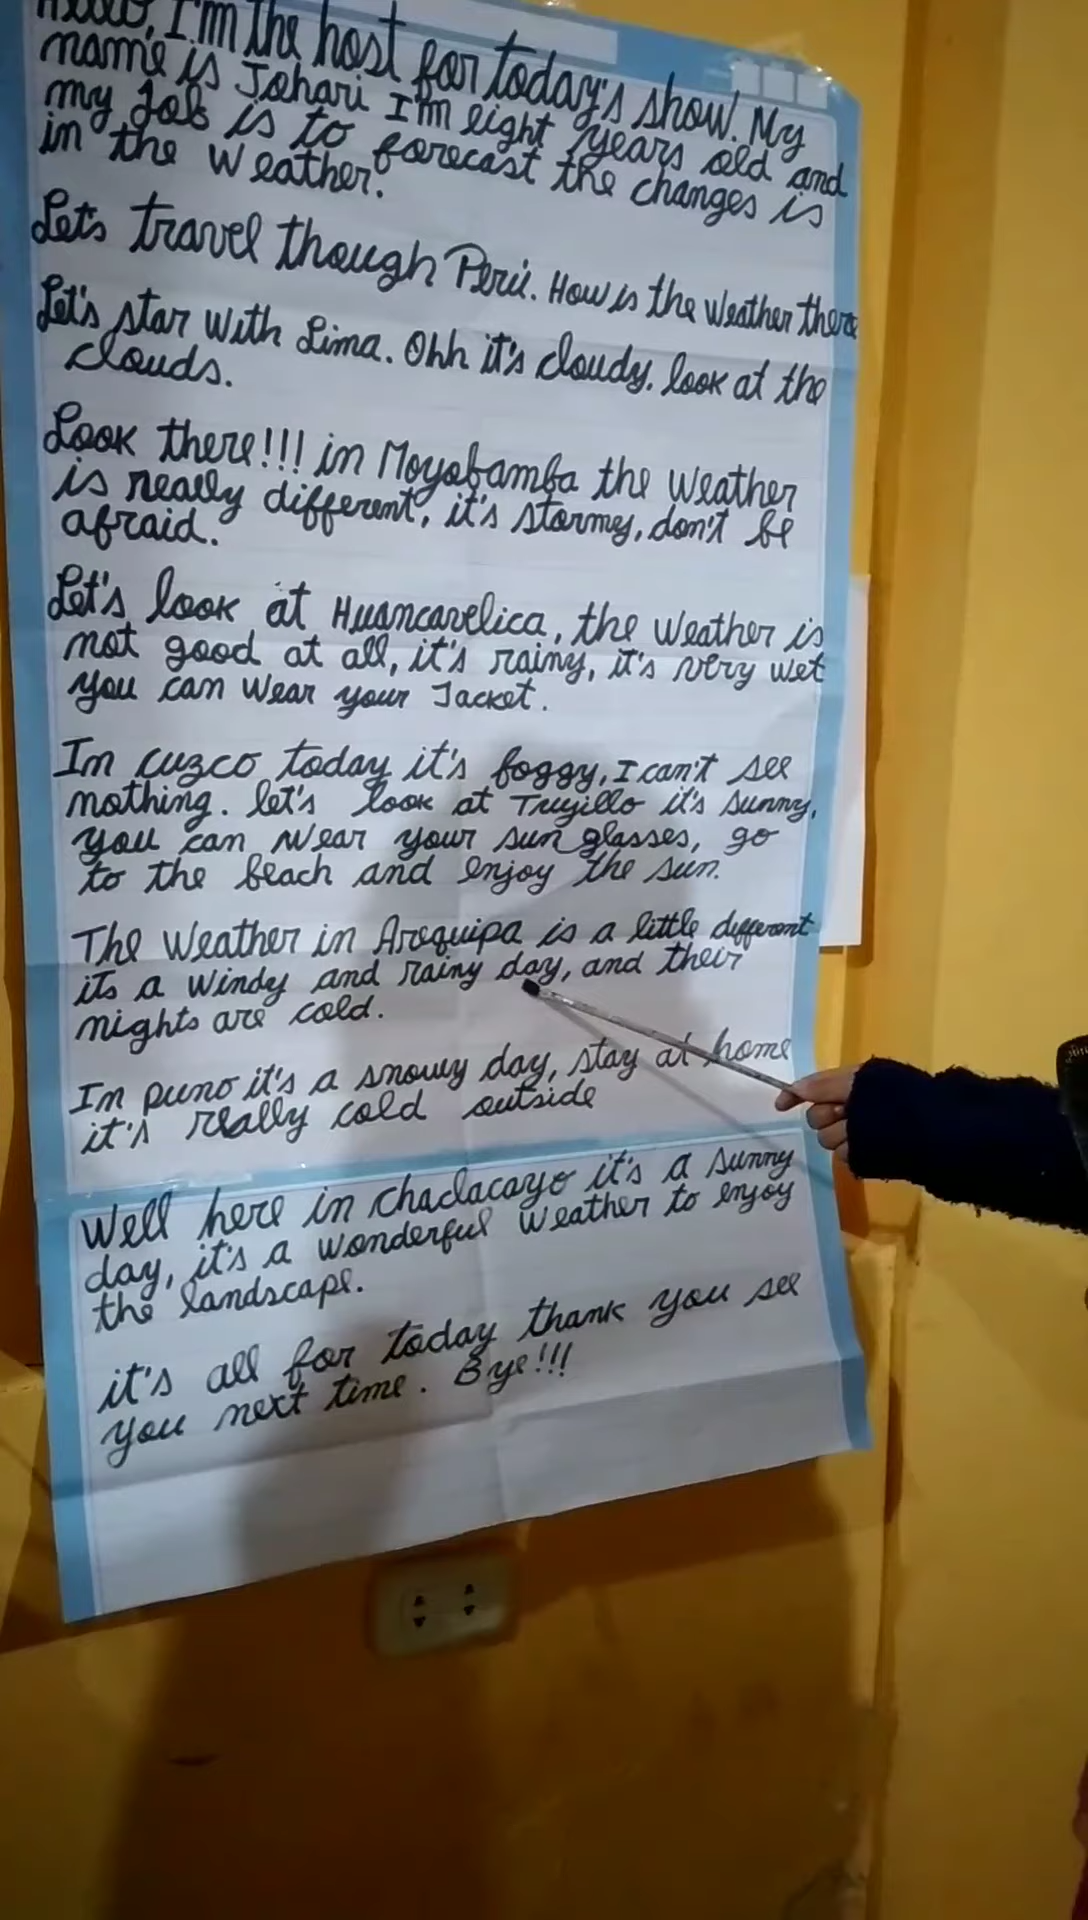 Hello, I'm the host for today's show. My
name is Johari I'm eight years old and
my Job is to forecast the changes is
in the Weather.
Let's travel though Perú. How is the Weather there
Let's star with Lima. Ohh it's cloudy. look at the
clouds.
Look there!!! in Moyobamba the Weather
is really different, it's stormy, don't be
afraid.
Let's look at Huancavelica, the Weather is
not good at all, it's rainy, it's very wet
you can wear your Jacket.
In cuzco today it's foggy, I can't see
nothing. let's look at Trujillo it's sunny,
you can wear your sun glasses, go
to the beach and enjoy the sun.
The Weather in Arequipa is a little different
its a windy and rainy day, and their
nights are cold.
In puno it's a snowy day, stay at home
it's really cold outside
Well here in chaclacayo it's a sunny
day, it's a wonderful weather to enjoy
the landscape.
it's all for today thank you see
you next time. Bye!!!